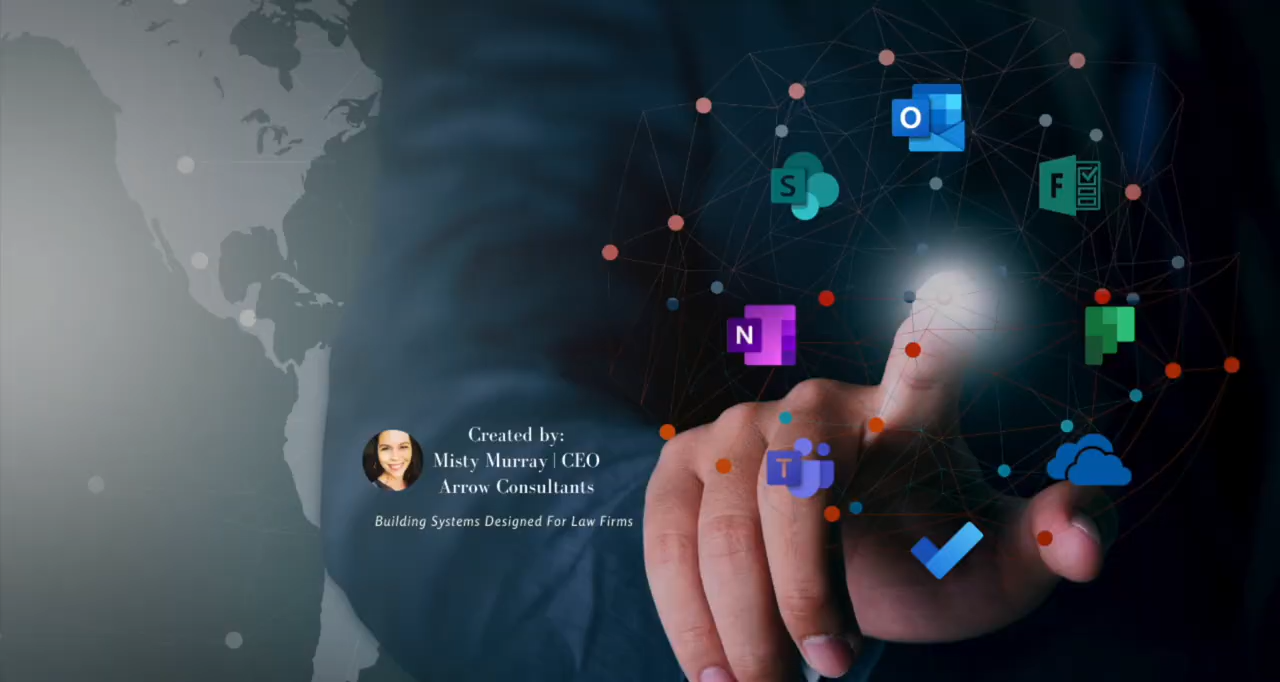 O
S
F
N
Created by:
Misty Murray | CEO
Arrow Consultants
T
Building Systems Designed For Law Firms